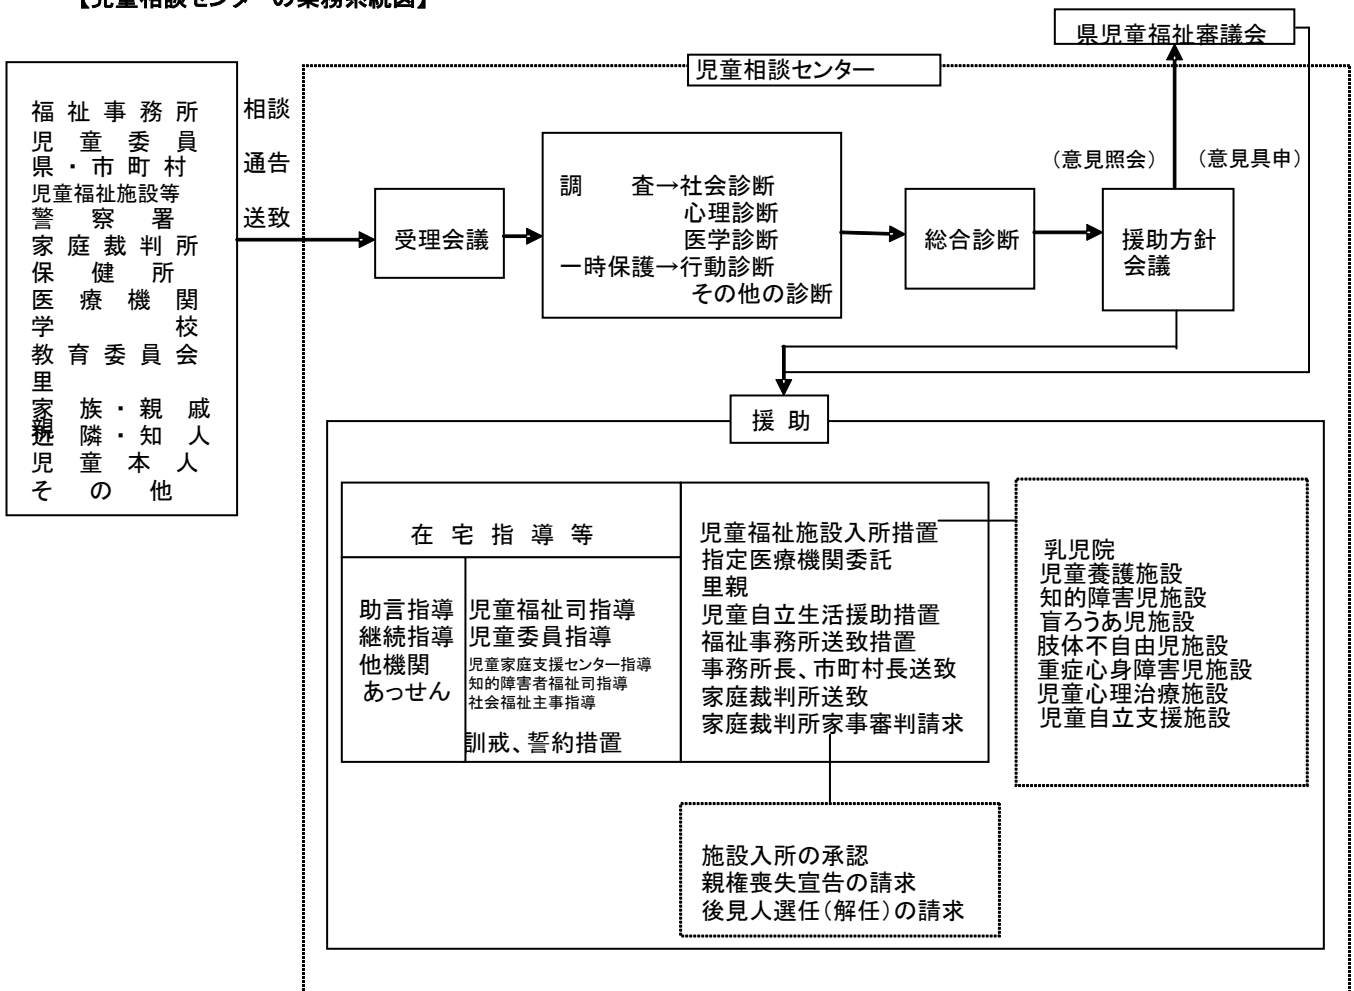 【児童相談センターの業務系統図】
県児童福祉審議会
児童相談センター
福祉事務所
児童委員
県・市町村
児童福祉施設等
警察署
家庭裁判所
保健所
医療機関
学校
教育委員会
里親
家族・親戚
近隣・知人
児童本人
その他
相談
通告
送致
受理会議
調　査→社会診断
心理診断
医学診断
一時保護→行動診断
その他の診断
総合診断
援助方針
会議
（意見照会）
（意見具申）
援助
在宅指導等
助言指導
継続指導
他機関
あっせん
児童福祉司指導
児童委員指導
児童家庭支援センター指導
知的障害者福祉司指導
社会福祉主事指導
訓戒、誓約措置
児童福祉施設入所措置
指定医療機関委託
里親
児童自立生活援助措置
福祉事務所送致措置
事務所長、市町村長送致
家庭裁判所送致
家庭裁判所家事審判請求
乳児院
児童養護施設
知的障害児施設
盲ろうあ児施設
肢体不自由児施設
重症心身障害児施設
児童心理治療施設
児童自立支援施設
施設入所の承認
親権喪失宣告の請求
後見人選任（解任）の請求